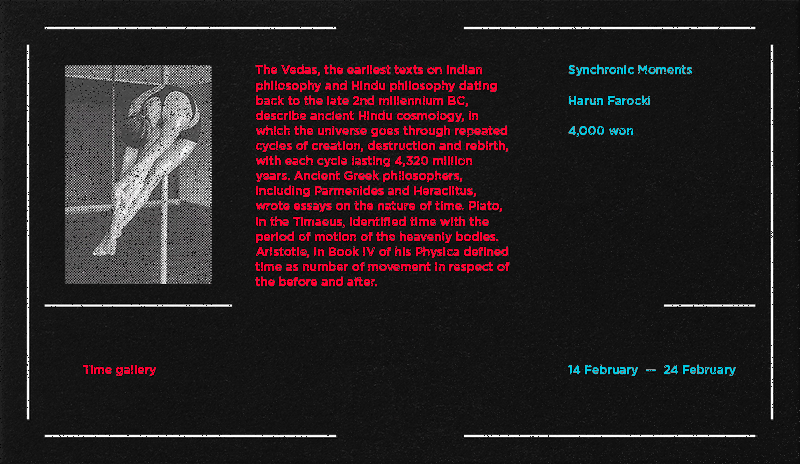 The Vedas, the earliest texts on Indian
philosophy and Hindu philosophy dating
back to the late 2nd millennium BC,
describe ancient Hindu cosmology, in
which the universe goes through repeated
cycles of creation, destruction and rebirth,
with each cycle lasting 4,320 million
years. Ancient Greek philosophers,
including Parmenides and Heraclitus,
wrote essays on the nature of time. Plato,
in the Timaeus, identified time with the
period of motion of the heavenly bodies.
Aristotle, in Book IV of his Physica defined
time as number of movement in respect of
the before and after.
Synchronic Moments
Harun Farocki
4,000 won
Time gallery
14 February — 24 February